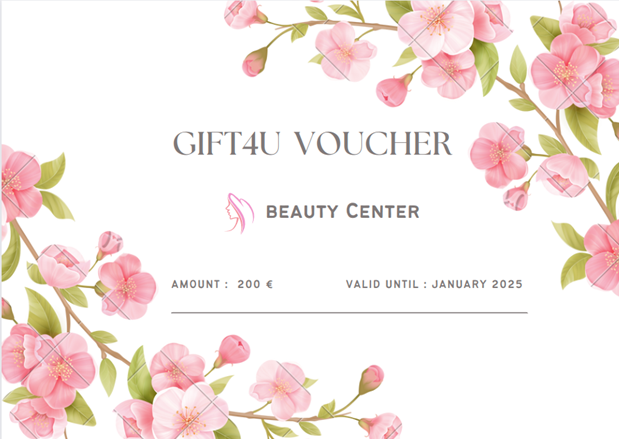 GIFT4U VOUCHER
BEAUTY CENTER
AMOUNT : 200 €
VALID UNTIL : JANUARY 2025